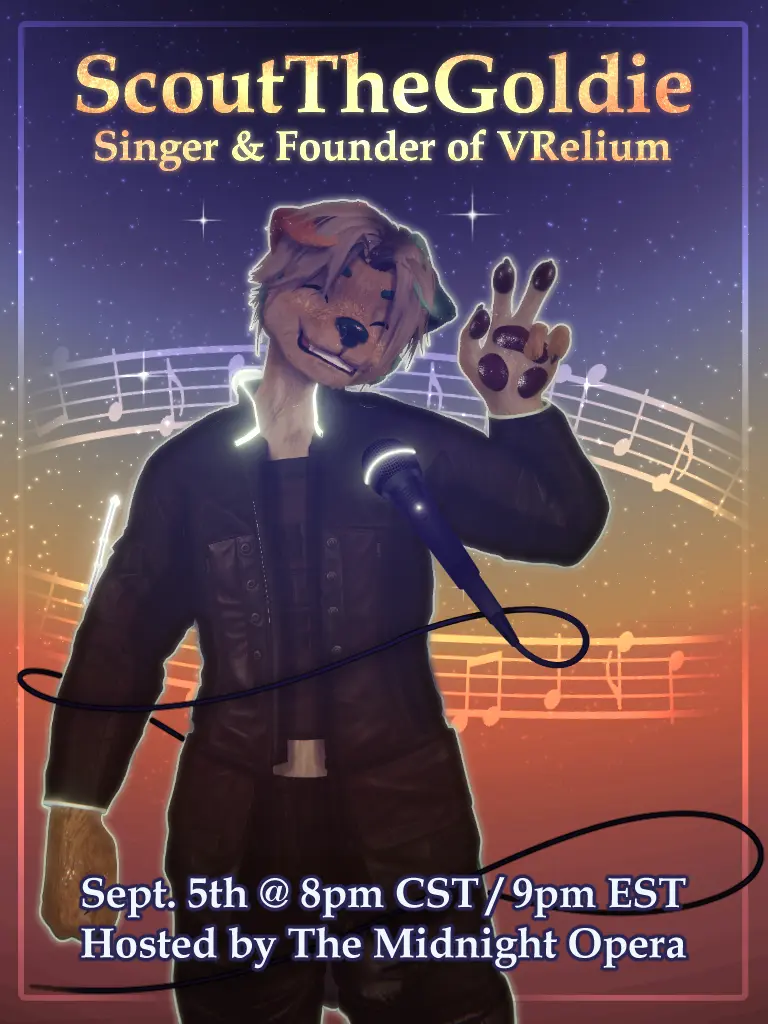 ScoutTheGoldie
Singer & Founder of VRelium
Sept. 5th @ 8pm CST/9pm EST
Hosted by The Midnight Opera